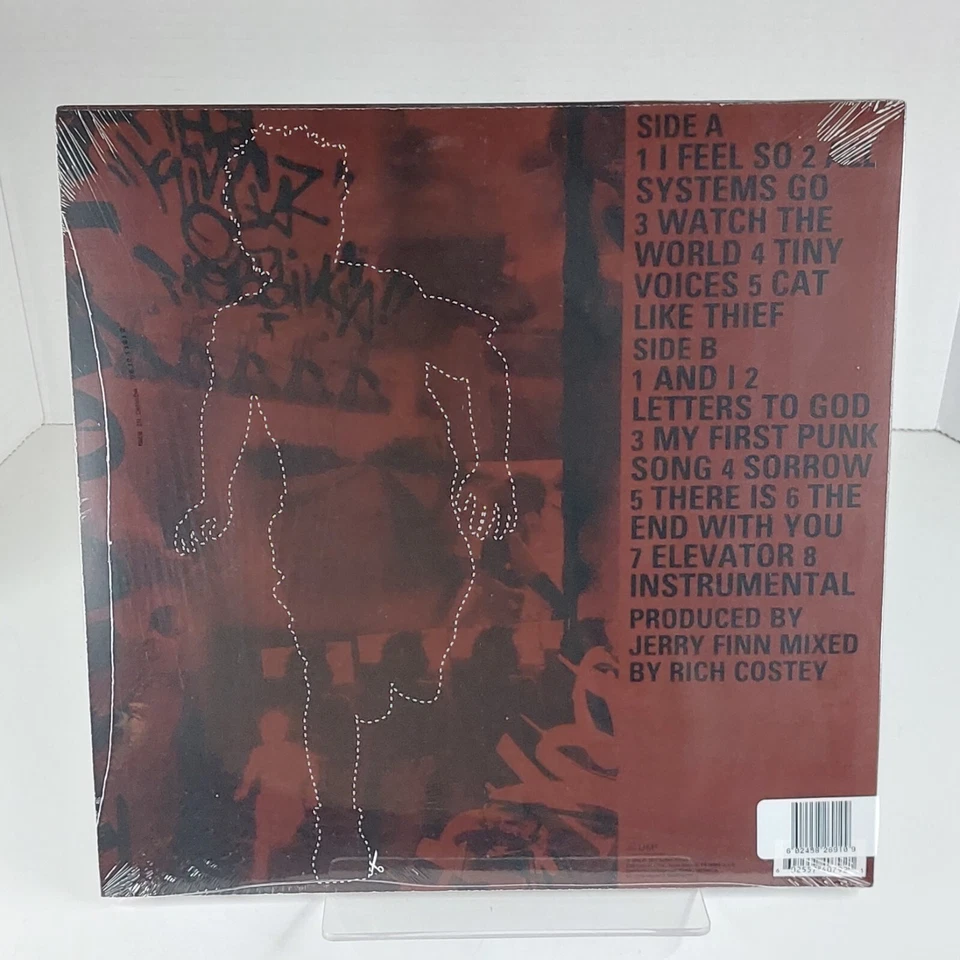 SIDE A
1 I FEEL SO 2 ALL
SYSTEMS GO
3 WATCH THE
WORLD 4 TINY
VOICES 5 CAT
LIKE THIEF
SIDE B
1 AND I 2
LETTERS TO GOD
3 MY FIRST PUNK
SONG 4 SORROW
5 THERE IS 6 THE
END WITH YOU
7 ELEVATOR 8
INSTRUMENTAL
PRODUCED BY
JERRY FINN MIXED
BY RICH COSTEY